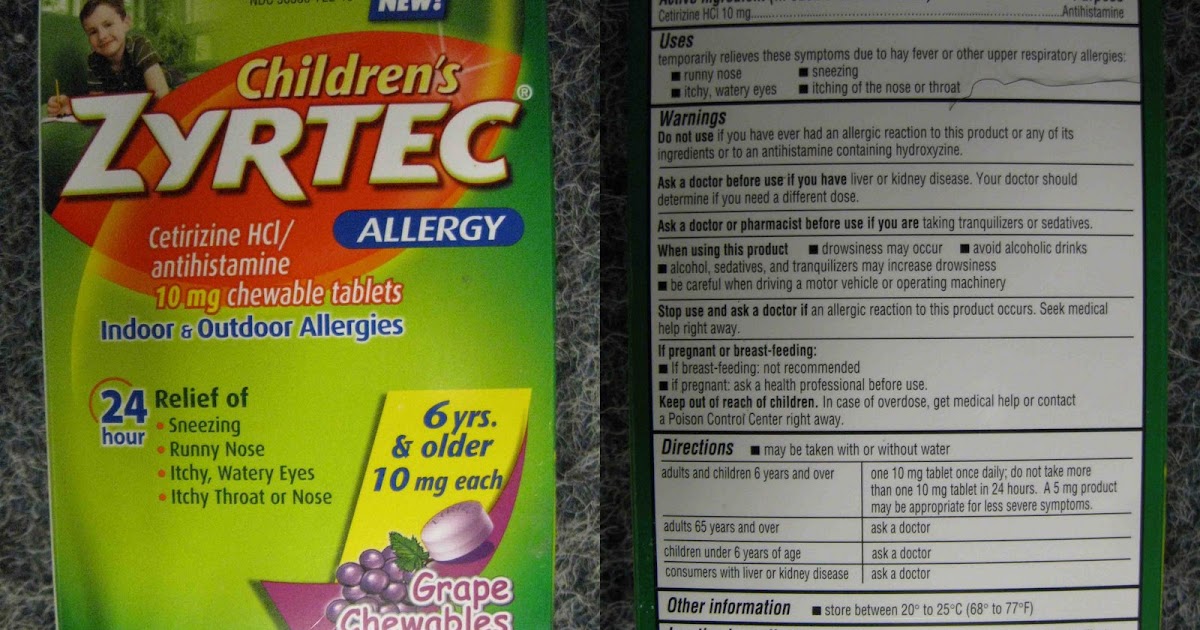 NEW!
Children's
ZYRTEC®
ALLERGY
Cetirizine HCl/
antihistamine
10 mg chewable tablets
Indoor & Outdoor Allergies
24
hour
Relief of
• Sneezing
• Runny Nose
• Itchy, Watery Eyes
• Itchy Throat or Nose
6 yrs.
& older
10 mg each
Grape
Chewables
Cetirizine HCl 10 mg Antihistamine
Uses
temporarily relieves these symptoms due to hay fever or other upper respiratory allergies:
■ runny nose ■ sneezing
■ itchy, watery eyes ■ itching of the nose or throat
Warnings
Do not use if you have ever had an allergic reaction to this product or any of its
ingredients or to an antihistamine containing hydroxyzine.
Ask a doctor before use if you have liver or kidney disease. Your doctor should
determine if you need a different dose.
Ask a doctor or pharmacist before use if you are taking tranquilizers or sedatives.
When using this product ■ drowsiness may occur ■ avoid alcoholic drinks
■ alcohol, sedatives, and tranquilizers may increase drowsiness
■ be careful when driving a motor vehicle or operating machinery
Stop use and ask a doctor if an allergic reaction to this product occurs. Seek medical
help right away.
If pregnant or breast-feeding:
■ If breast-feeding: not recommended
■ if pregnant: ask a health professional before use.
Keep out of reach of children. In case of overdose, get medical help or contact
a Poison Control Center right away.
Directions ■ may be taken with or without water
adults and children 6 years and over one 10 mg tablet once daily; do not take more
than one 10 mg tablet in 24 hours. A 5 mg product
may be appropriate for less severe symptoms.
adults 65 years and over ask a doctor
children under 6 years of age ask a doctor
consumers with liver or kidney disease ask a doctor
Other information ■ store between 20° to 25°C (68° to 77°F)